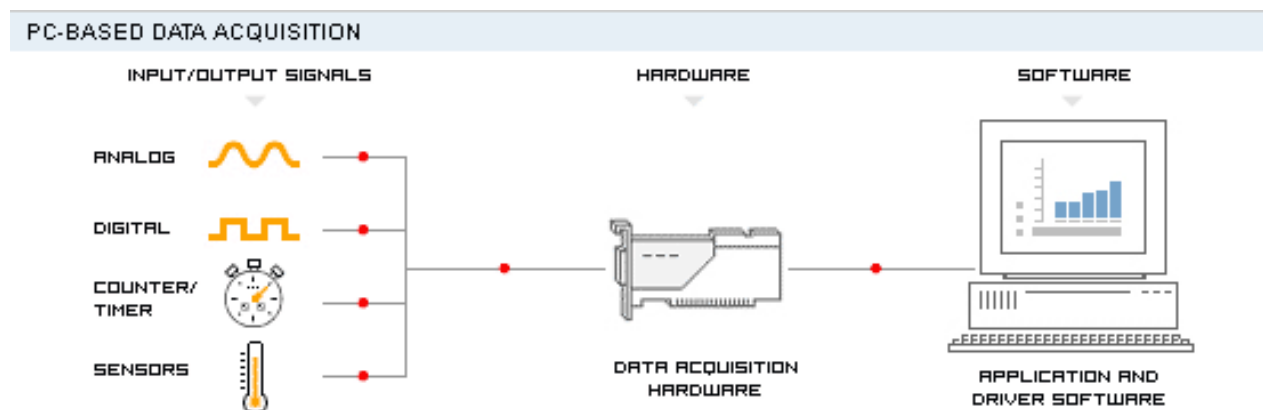 PC-BASED DATA ACQUISITION
INPUT/OUTPUT SIGNALS
HARDWARE
SOFTWARE
ANALOG
DIGITAL
COUNTER/
TIMER
SENSORS
DATA ACQUISITION
HARDWARE
APPLICATION AND
DRIVER SOFTWARE